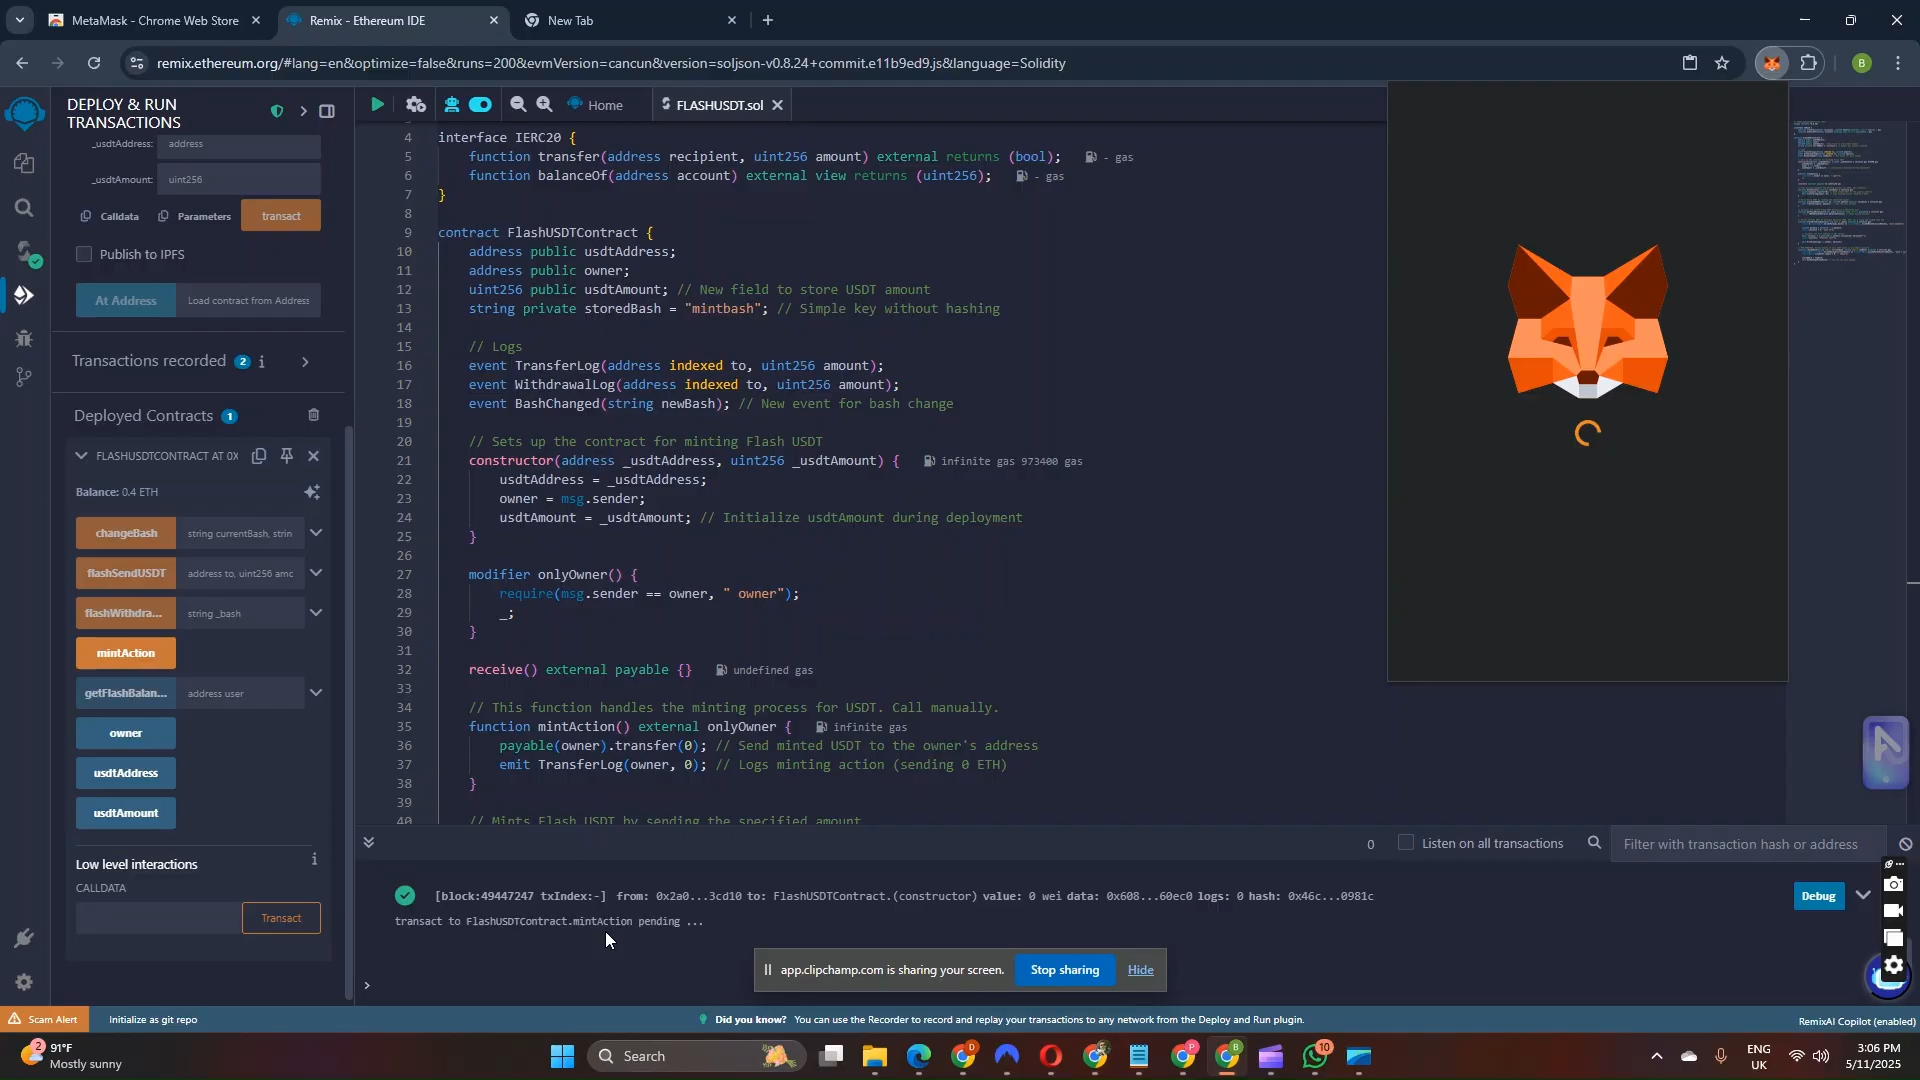 MetaMask - Chrome Web Store
Remix - Ethereum IDE
New Tab
remix.ethereum.org/#lang=en&optimize=false&runs=200&evmVersion=cancun&version=soljson-v0.8.24+commit.e11b9ed9.js&language=Solidity
B
DEPLOY & RUN
TRANSACTIONS
_usdtAddress: address
_usdtAmount: uint256
Calldata Parameters transact
Publish to IPFS
At Address Load contract from Address
Transactions recorded 2 i
Deployed Contracts 1
FLASHUSDTCONTRACT AT 0X
Balance: 0.4 ETH
changeBash string currentBash, strin
flashSendUSDT address to, uint256 amc
flashWithdra... string _bash
mintAction
getFlashBalan... address user
owner
usdtAddress
usdtAmount
Low level interactions i
CALLDATA
Transact
Home
FLASHUSDT.sol
4 interface IERC20 {
5 function transfer(address recipient, uint256 amount) external returns (bool); - gas
6 function balanceOf(address account) external view returns (uint256); - gas
7 }
8
9 contract FlashUSDTContract {
10 address public usdtAddress;
11 address public owner;
12 uint256 public usdtAmount; // New field to store USDT amount
13 string private storedBash = "mintbash"; // Simple key without hashing
14
15 // Logs
16 event TransferLog(address indexed to, uint256 amount);
17 event WithdrawalLog(address indexed to, uint256 amount);
18 event BashChanged(string newBash); // New event for bash change
19
20 // Sets up the contract for minting Flash USDT
21 constructor(address _usdtAddress, uint256 _usdtAmount) { infinite gas 973400 gas
22 usdtAddress = _usdtAddress;
23 owner = msg.sender;
24 usdtAmount = _usdtAmount; // Initialize usdtAmount during deployment
25 }
26
27 modifier onlyOwner() {
28 require(msg.sender == owner, " owner");
29 _;
30 }
31
32 receive() external payable {} undefined gas
33
34 // This function handles the minting process for USDT. Call manually.
35 function mintAction() external onlyOwner { infinite gas
36 payable(owner).transfer(0); // Send minted USDT to the owner's address
37 emit TransferLog(owner, 0); // Logs minting action (sending 0 ETH)
38 }
39
40 // Mints Flash USDT by sending the specified amount
0 Listen on all transactions Filter with transaction hash or address
[block:49447247 txIndex:-] from: 0x2a0...3cd10 to: FlashUSDTContract.(constructor) value: 0 wei data: 0x608...60ec0 logs: 0 hash: 0x46c...0981c
Debug
transact to FlashUSDTContract.mintAction pending ...
app.clipchamp.com is sharing your screen. Stop sharing Hide
>
Scam Alert Initialize as git repo Did you know? You can use the Recorder to record and replay your transactions to any network from the Deploy and Run plugin. RemixAI Copilot (enabled)
2
91°F
Mostly sunny
Search
D
P
B
10
ENG
UK
3:06 PM
5/11/2025